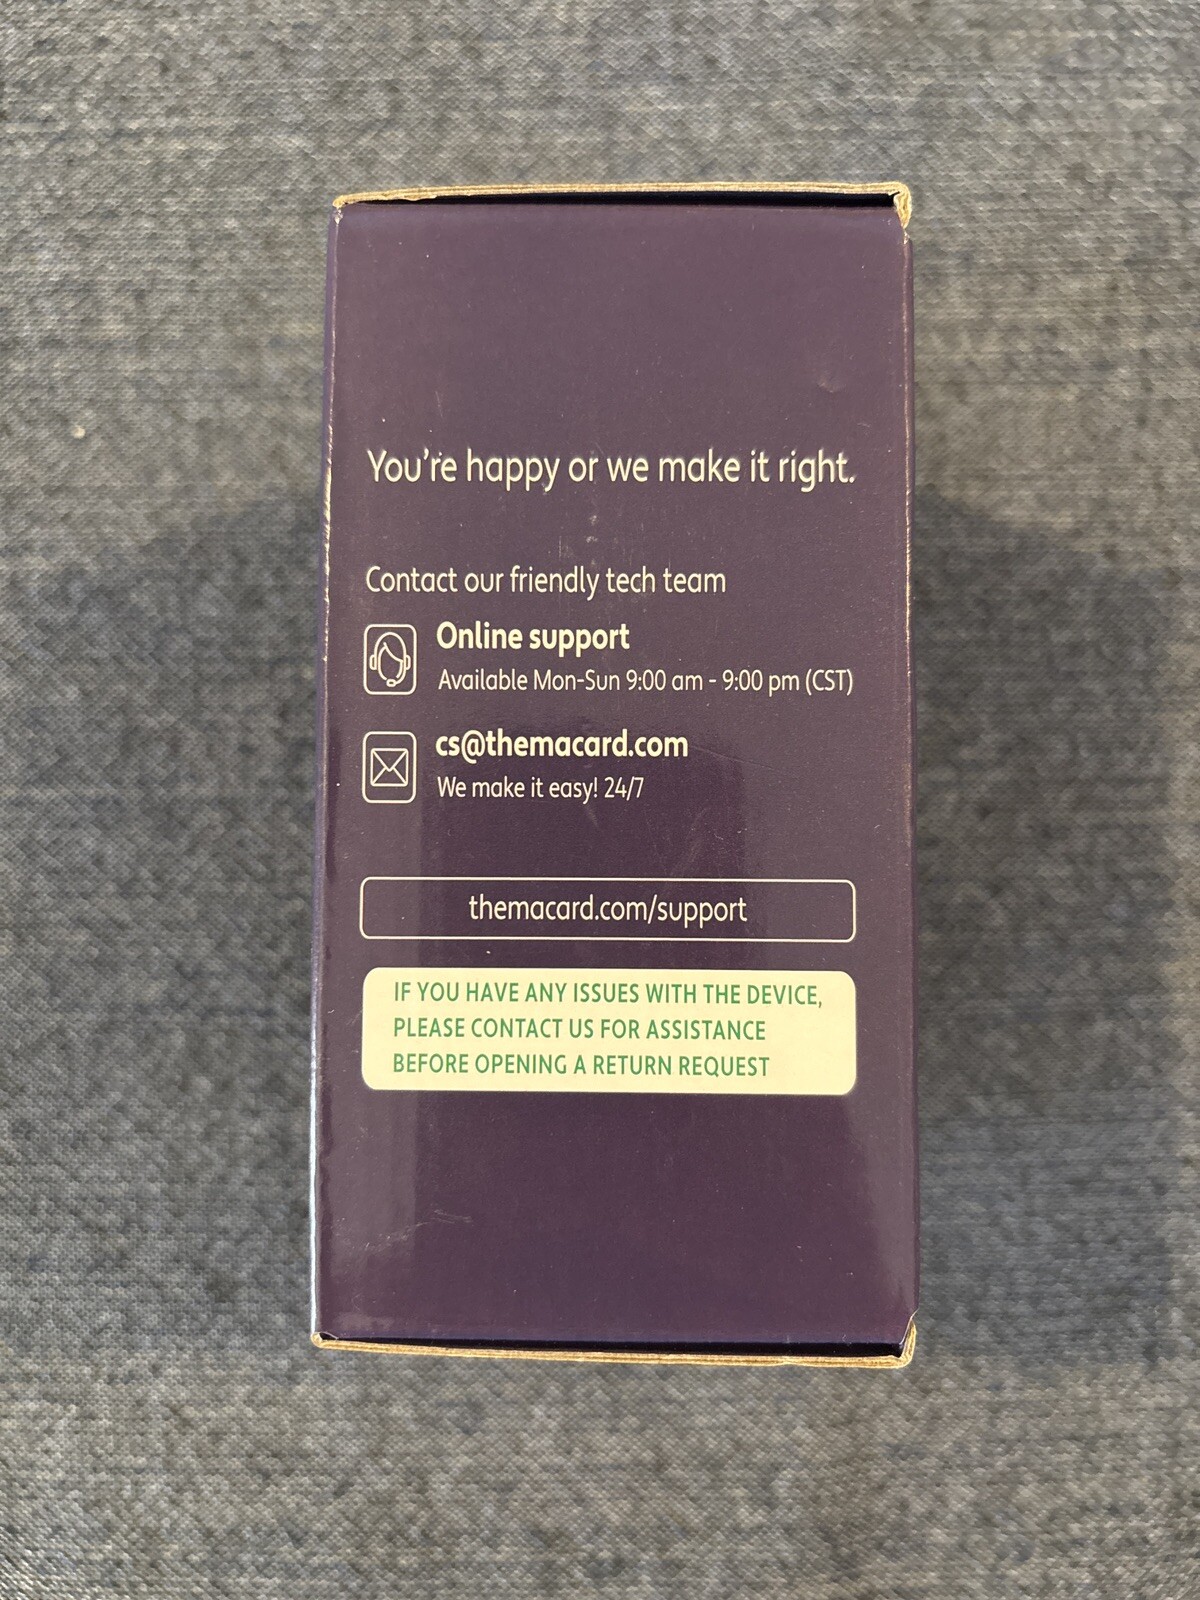 You're happy or we make it right.
Contact our friendly tech team
Online support
Available Mon-Sun 9:00 am - 9:00 pm (CST)
cs@themacard.com
We make it easy! 24/7
themacard.com/support
IF YOU HAVE ANY ISSUES WITH THE DEVICE,
PLEASE CONTACT US FOR ASSISTANCE
BEFORE OPENING A RETURN REQUEST